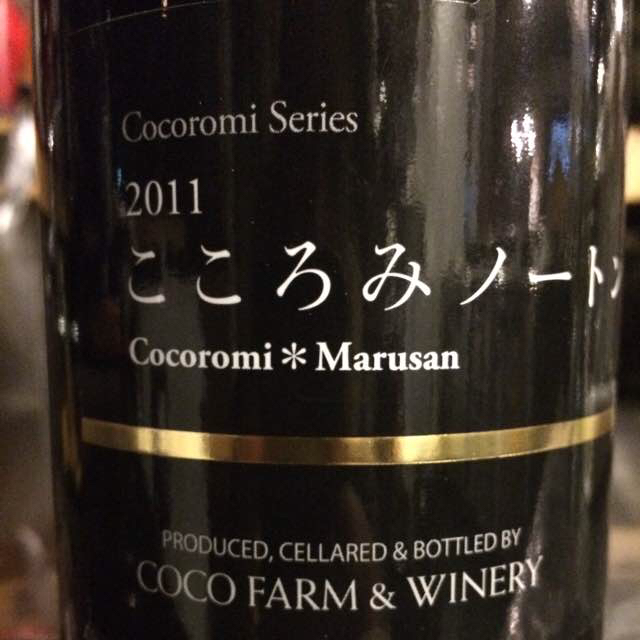 Cocoromi Series
2011
こころみ ノートン
Cocoromi＊Marusan
PRODUCED, CELLARED & BOTTLED BY
COCO FARM & WINERY